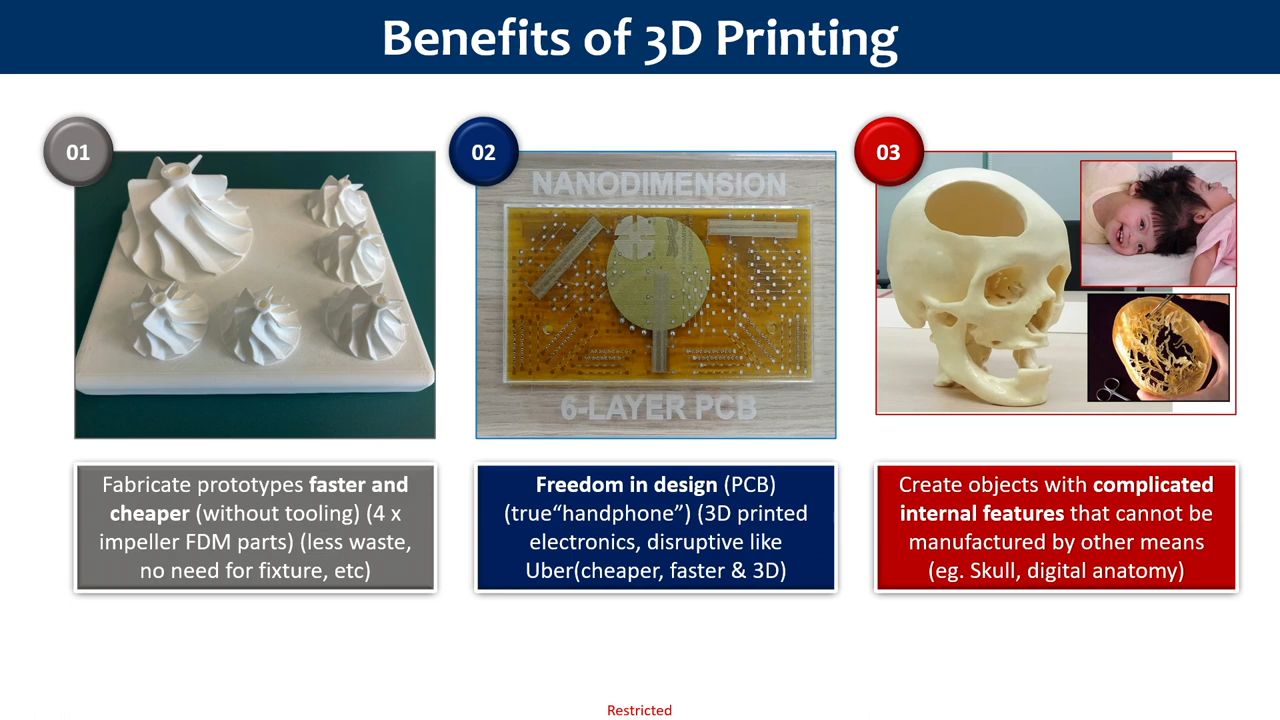 Benefits of 3D Printing
01
02
03
NANODIMENSION
6-LAYER PCB
Fabricate prototypes faster and
cheaper (without tooling) (4 x
impeller FDM parts) (less waste,
no need for fixture, etc)
Freedom in design (PCB)
(true“handphone”) (3D printed
electronics, disruptive like
Uber(cheaper, faster & 3D)
Create objects with complicated
internal features that cannot be
manufactured by other means
(eg. Skull, digital anatomy)
Restricted